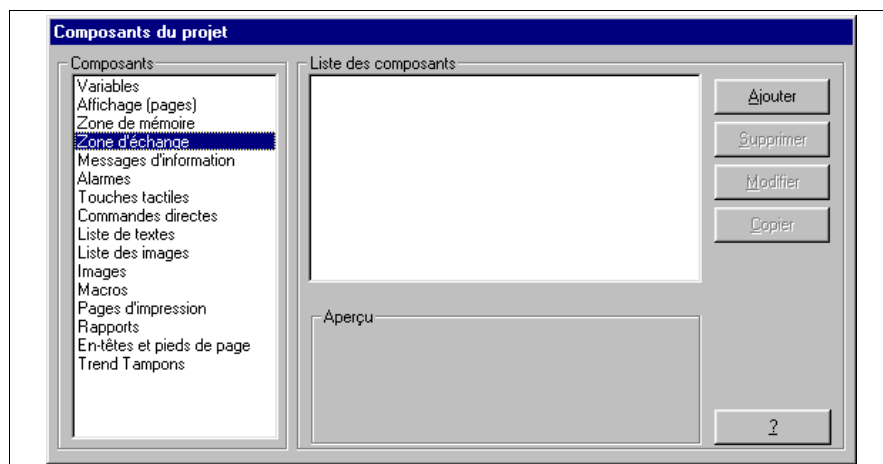 Composants du projet
Composants
Variables
Affichage (pages)
Zone de mémoire
Zone d'échange
Messages d'information
Alarmes
Touches tactiles
Commandes directes
Liste de textes
Liste des images
Images
Macros
Pages d'impression
Rapports
En-têtes et pieds de page
Trend Tampons
Liste des composants
Aperçu
Ajouter
Supprimer
Modifier
Copier
?